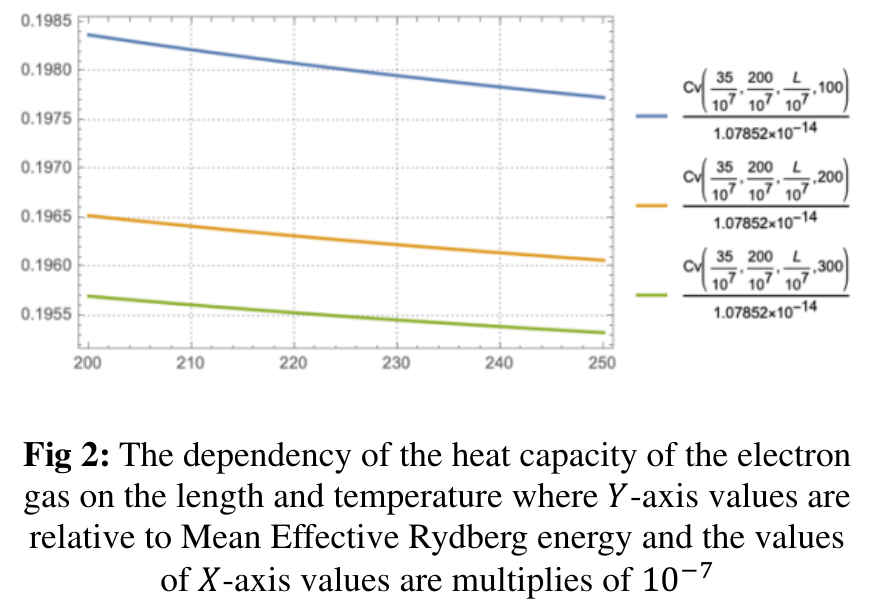 0.1985
0.1980
0.1975
0.1970
0.1965
0.1960
0.1955
200 210 220 230 240 250
Cv(35/10^7, 200/10^7, L/10^7, 100)
1.07852×10^−14
Cv(35/10^7, 200/10^7, L/10^7, 200)
1.07852×10^−14
Cv(35/10^7, 200/10^7, L/10^7, 300)
1.07852×10^−14
Fig 2: The dependency of the heat capacity of the electron
gas on the length and temperature where Y-axis values are
relative to Mean Effective Rydberg energy and the values
of X-axis values are multiplies of 10^−7